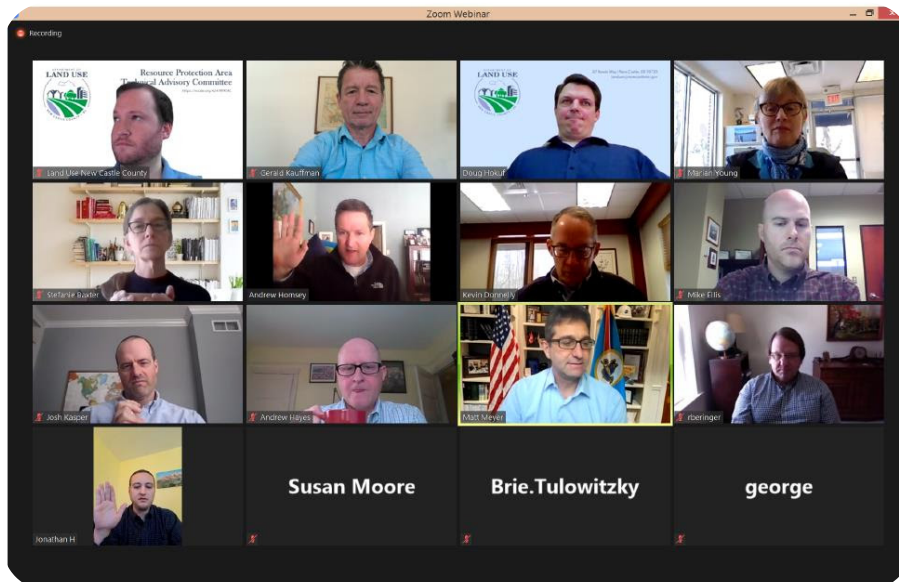 Zoom Webinar
Recording
LAND USE
Resource Protection Area
Technical Advisory Committee
Land Use New Castle County
Gerald Kauffman
LAND USE
Doug Hokuf
Marian Young
Stefanie Baxter
Andrew Homsey
Kevin Donnelly
Mike Ellis
Josh Kasper
Andrew Hayes
Matt Meyer
rberinger
Jonathan H
Susan Moore
Brie.Tulowitzky
george